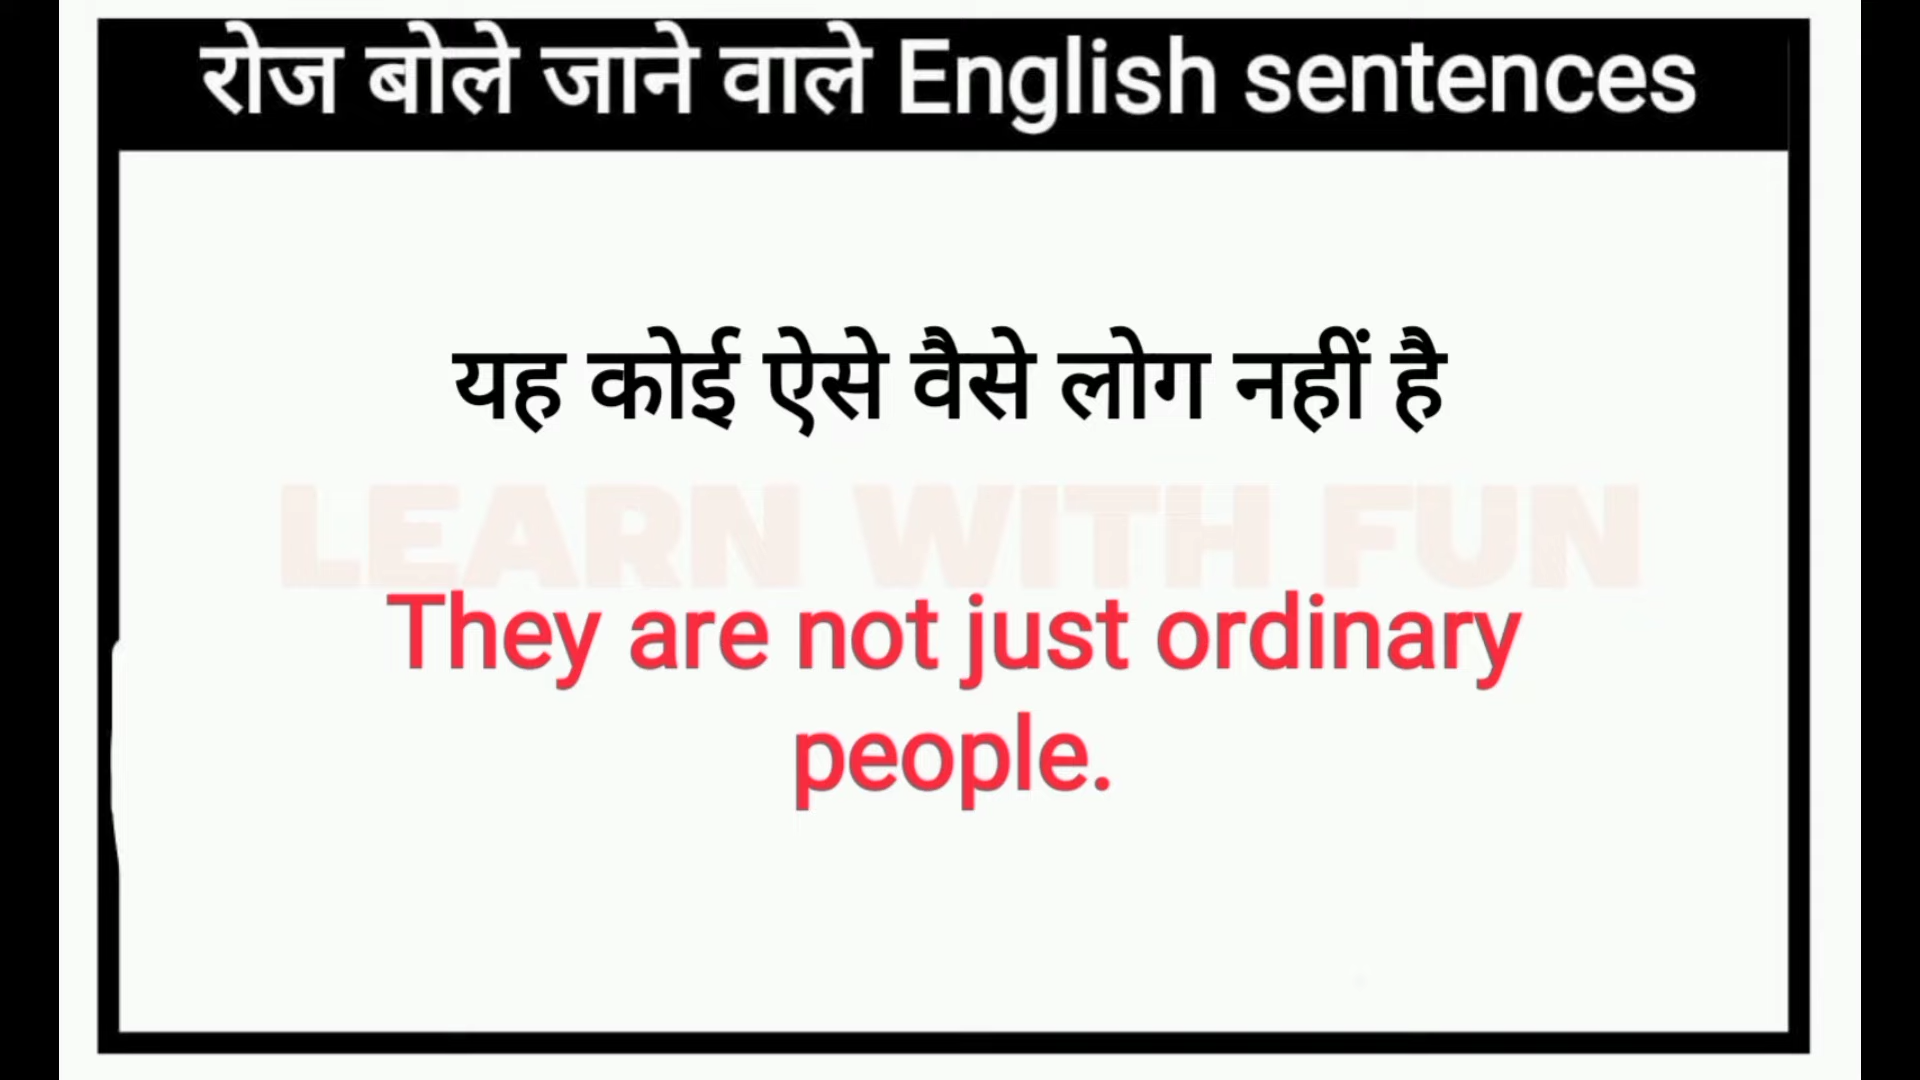 रोज बोले जाने वाले English sentences
यह कोई ऐसे वैसे लोग नहीं है
LEARN WITH FUN
They are not just ordinary
people.